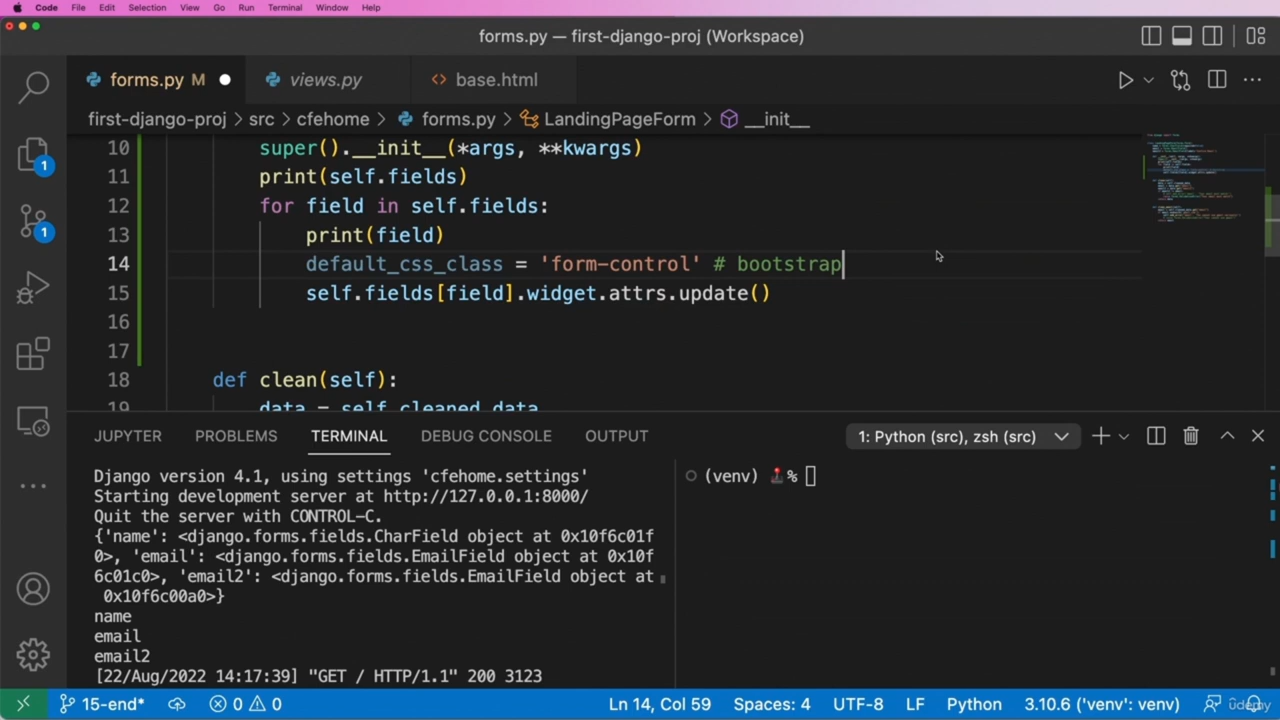 Code File Edit Selection View Go Run Terminal Window Help
forms.py — first-django-proj (Workspace)
forms.py M views.py base.html
first-django-proj > src > cfehome > forms.py > LandingPageForm > __init__
10 super().__init__(*args, **kwargs)
11 print(self.fields)
12 for field in self.fields:
13 print(field)
14 default_css_class = 'form-control' # bootstrap
15 self.fields[field].widget.attrs.update()
16
17
18 def clean(self):
19 data = self.cleaned_data
1
1
JUPYTER PROBLEMS TERMINAL DEBUG CONSOLE OUTPUT 1: Python (src), zsh (src)
Django version 4.1, using settings 'cfehome.settings'
Starting development server at http://127.0.0.1:8000/
Quit the server with CONTROL-C.
{'name': <django.forms.fields.CharField object at 0x10f6c01f
0>, 'email': <django.forms.fields.EmailField object at 0x10f
6c01c0>, 'email2': <django.forms.fields.EmailField object at
0x10f6c00a0>}
name
email
email2
[22/Aug/2022 14:17:39] "GET / HTTP/1.1" 200 3123
(venv) 🕹️%
15-end* 0 0 Ln 14, Col 59 Spaces: 4 UTF-8 LF Python 3.10.6 ('venv': venv)
udemy